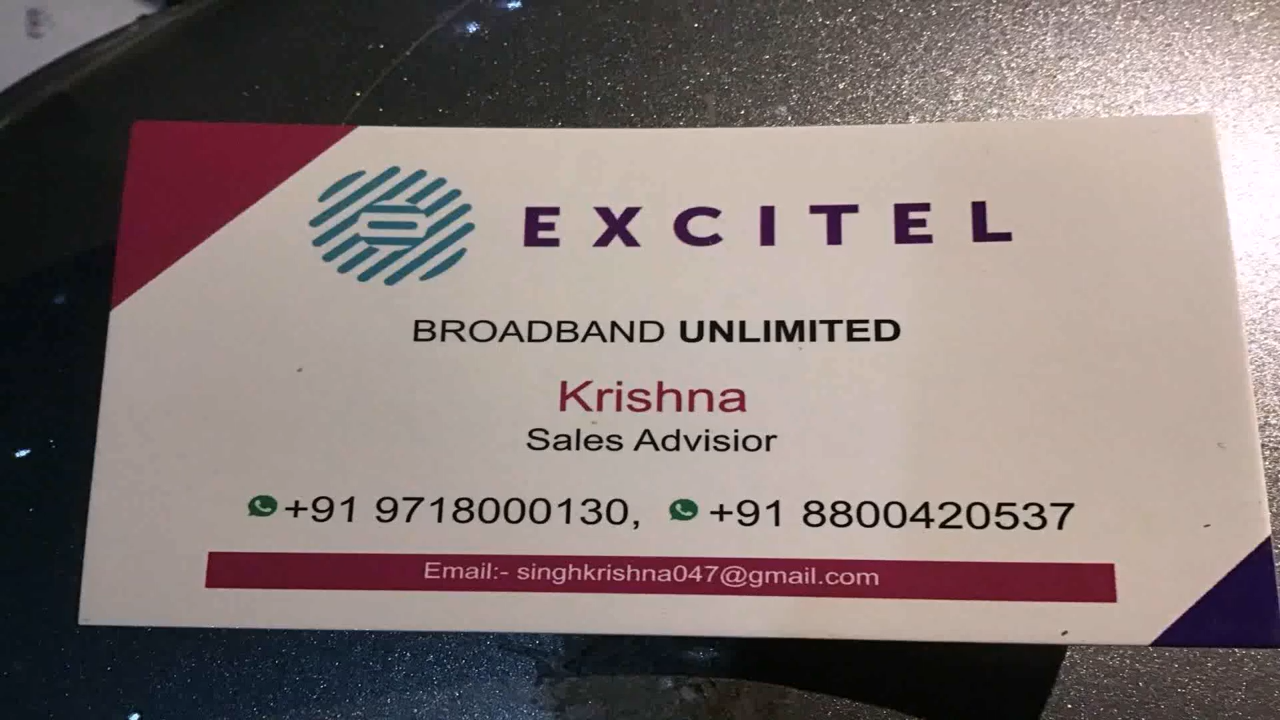 EXCITEL
BROADBAND UNLIMITED
Krishna
Sales Advisior
+91 9718000130, +91 8800420537
Email:- singhkrishna047@gmail.com